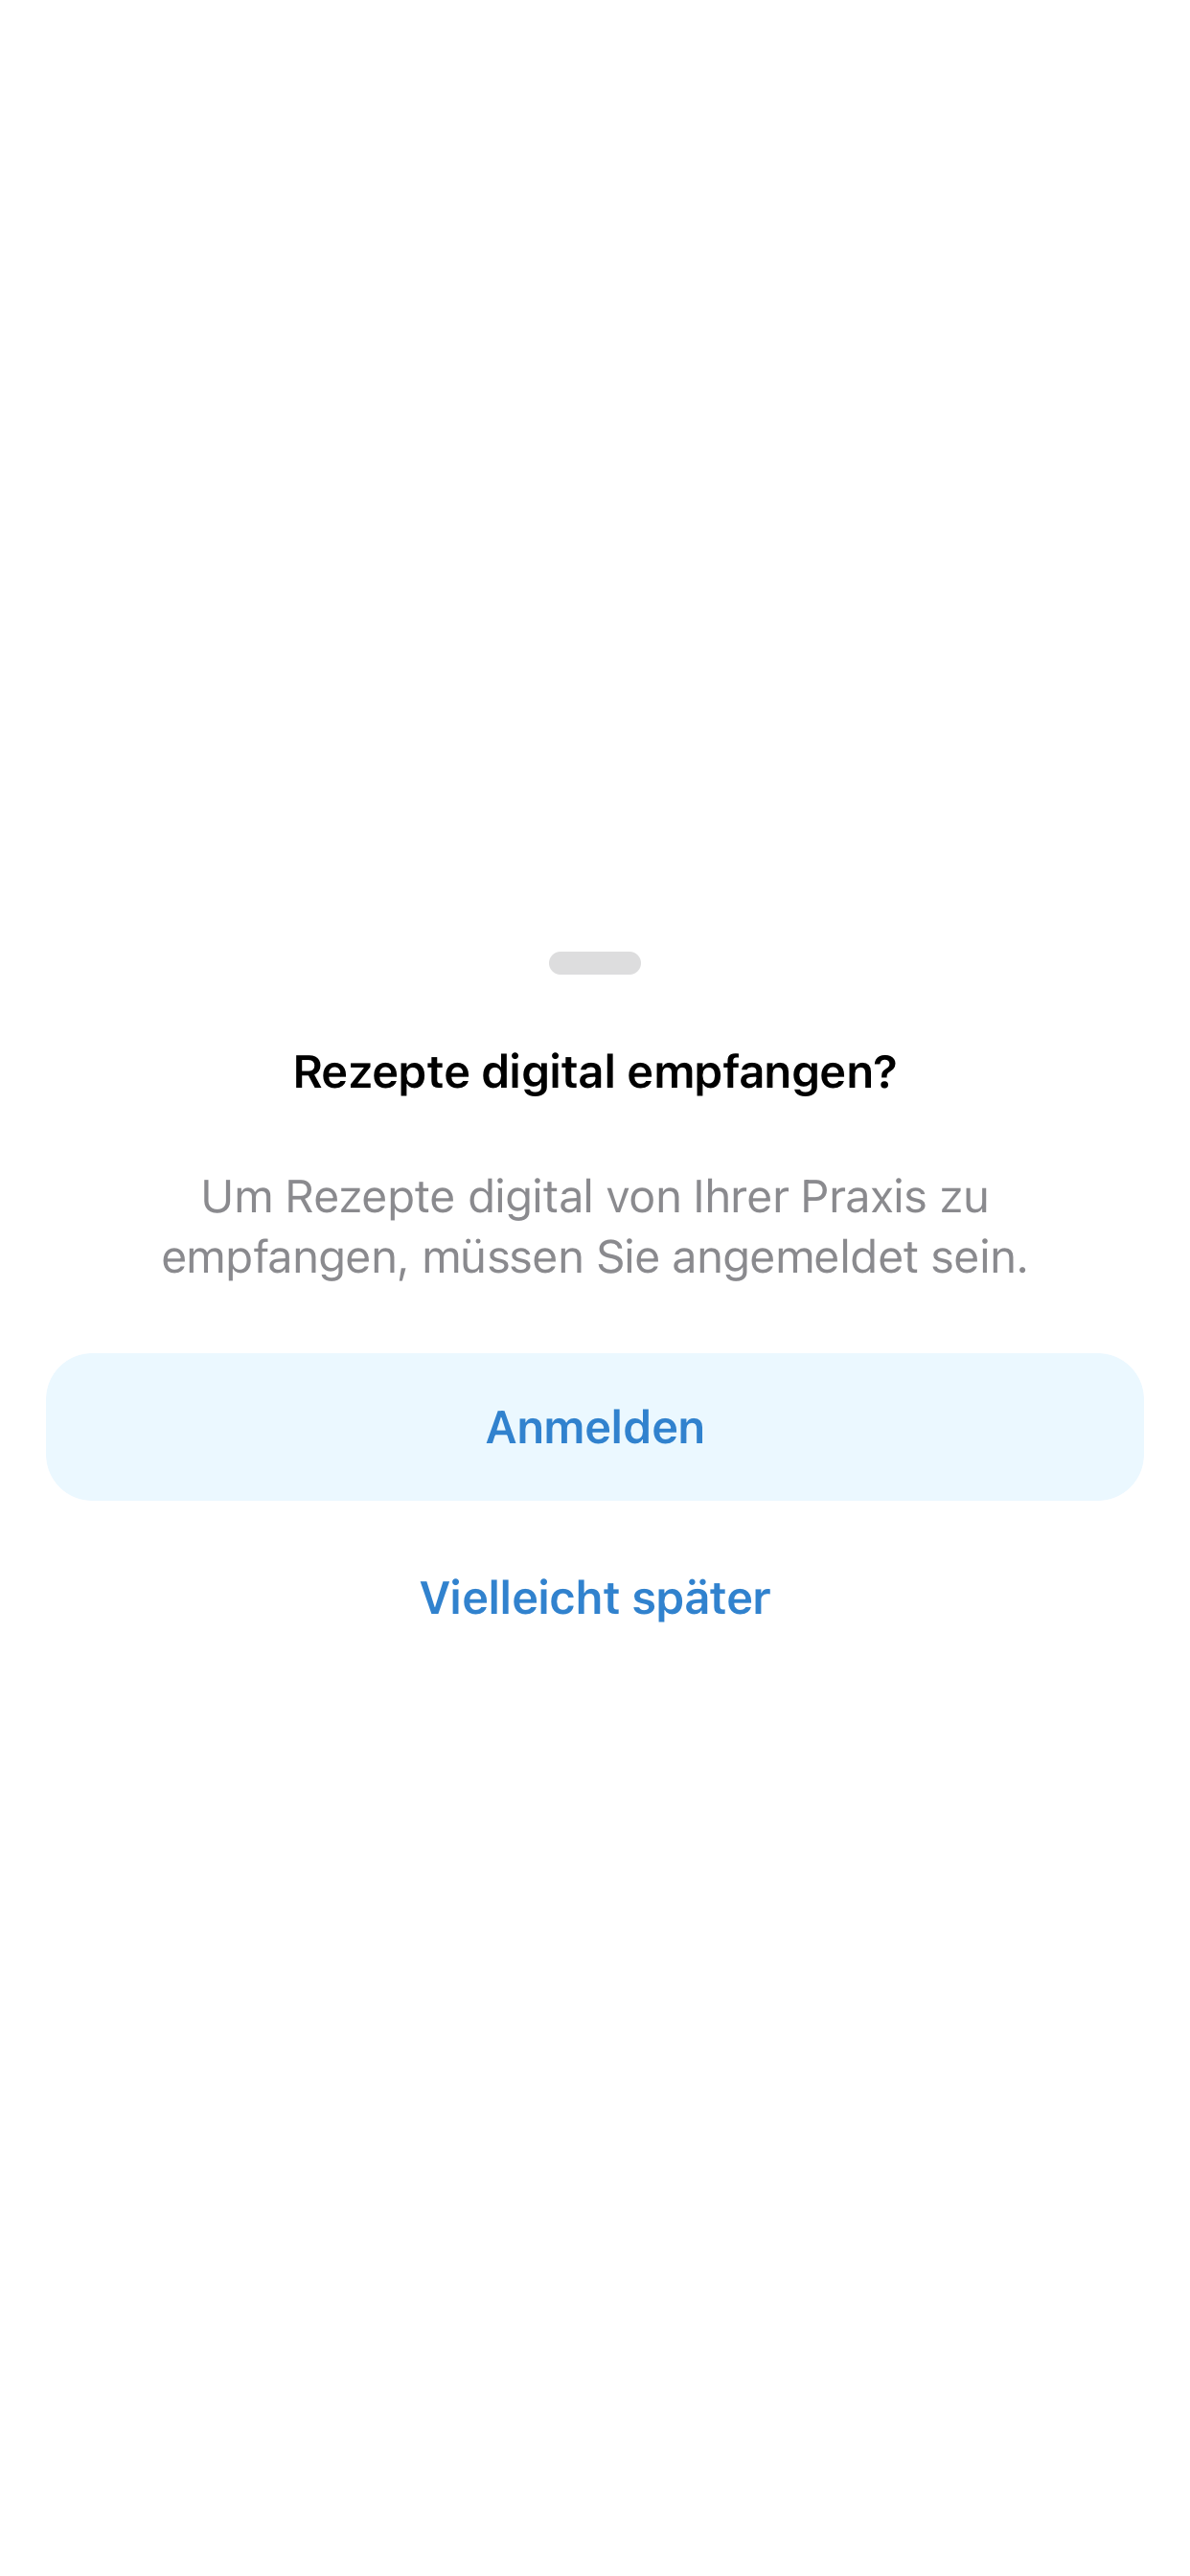 Rezepte digital empfangen?
Um Rezepte digital von Ihrer Praxis zu
empfangen, müssen Sie angemeldet sein.
Anmelden
Vielleicht später